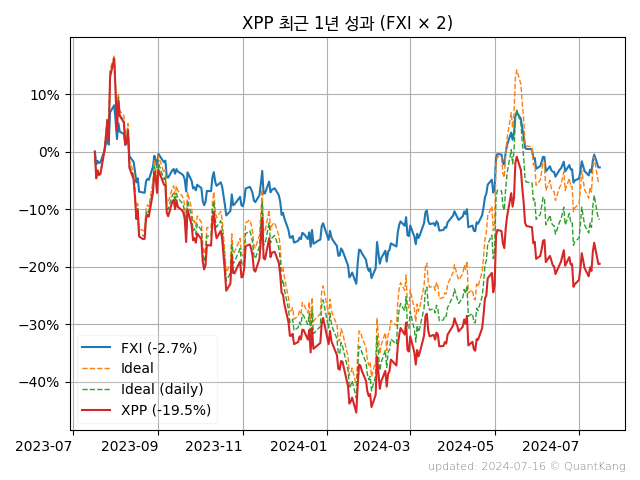 XPP 최근 1년 성과 (FXI × 2)
10%
0%
−10%
−20%
−30%
−40%
FXI (-2.7%)
Ideal
Ideal (daily)
XPP (-19.5%)
2023-07 2023-09 2023-11 2024-01 2024-03 2024-05 2024-07
updated: 2024-07-16 © QuantKang